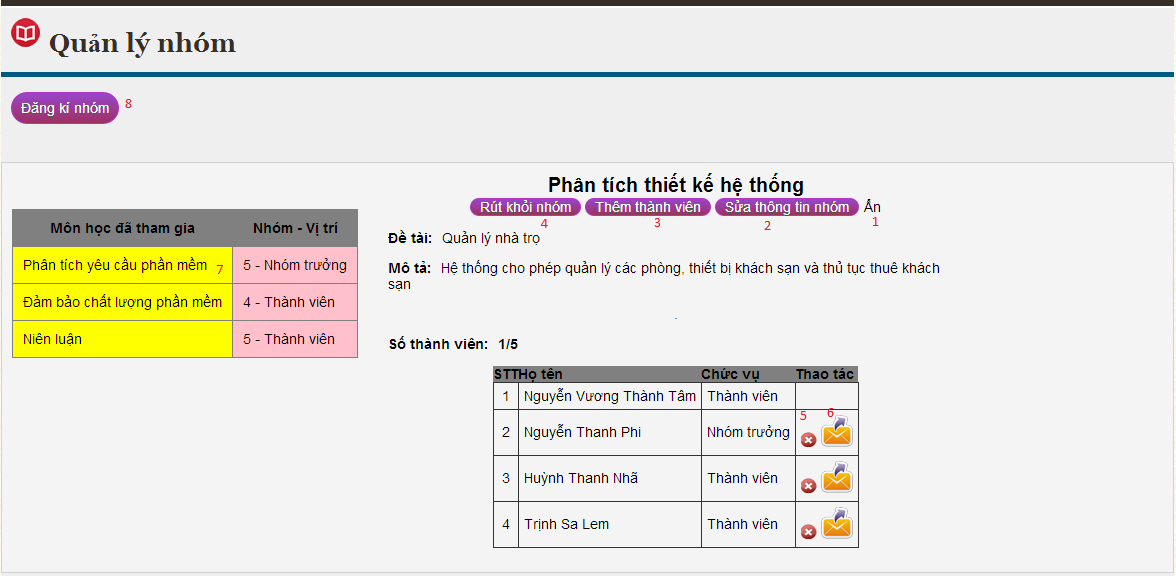 Quản lý nhóm
Đăng kí nhóm 8
Phân tích thiết kế hệ thống
Rút khỏi nhóm Thêm thành viên Sửa thông tin nhóm Ẩn
4 3 2 1
Đề tài: Quản lý nhà trọ
Mô tả: Hệ thống cho phép quản lý các phòng, thiết bị khách sạn và thủ tục thuê khách
sạn
Số thành viên: 1/5
Môn học đã tham gia Nhóm - Vị trí
Phân tích yêu cầu phần mềm 7 5 - Nhóm trưởng
Đảm bảo chất lượng phần mềm 4 - Thành viên
Niên luận 5 - Thành viên
STT Họ tên Chức vụ Thao tác
1 Nguyễn Vương Thành Tâm Thành viên
2 Nguyễn Thanh Phi Nhóm trưởng 5 6
3 Huỳnh Thanh Nhã Thành viên
4 Trịnh Sa Lem Thành viên